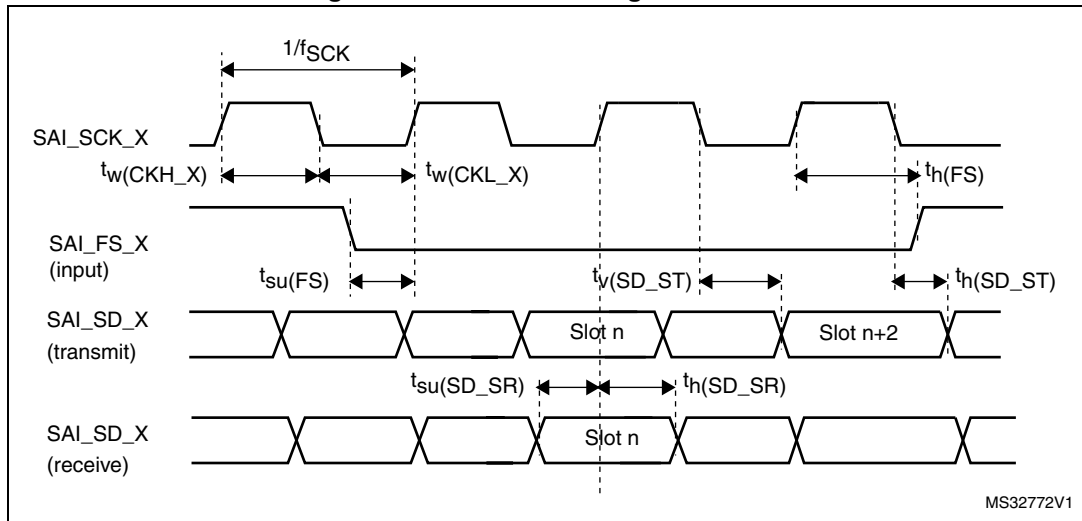 1/fSCK
SAI_SCK_X
tw(CKH_X)
tw(CKL_X)
th(FS)
SAI_FS_X
(input)
tsu(FS)
tv(SD_ST)
th(SD_ST)
SAI_SD_X
(transmit)
Slot n
Slot n+2
tsu(SD_SR)
th(SD_SR)
SAI_SD_X
(receive)
Slot n
MS32772V1